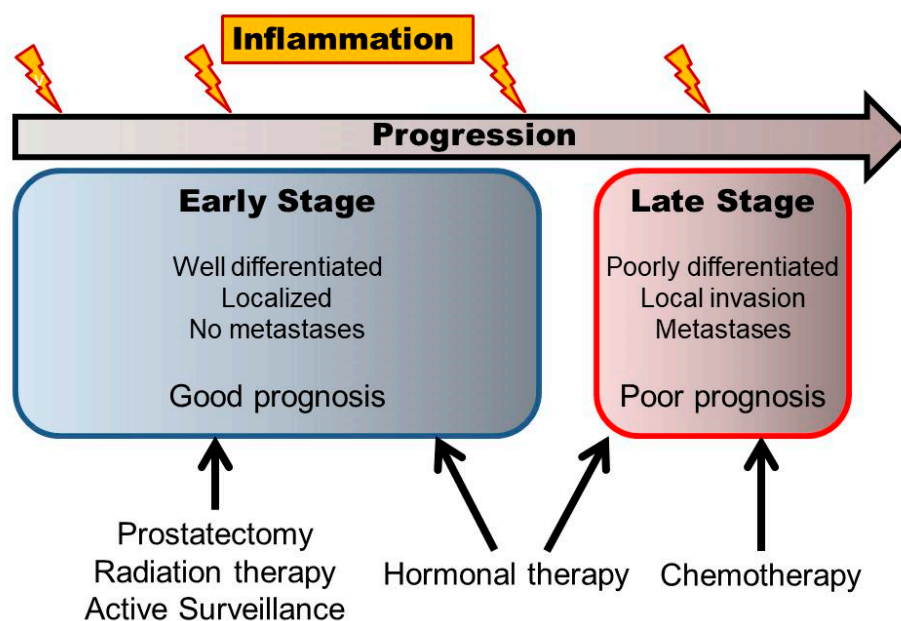 Inflammation
v
Progression
Early Stage
Well differentiated
Localized
No metastases
Good prognosis
Late Stage
Poorly differentiated
Local invasion
Metastases
Poor prognosis
Prostatectomy
Radiation therapy
Active Surveillance
Hormonal therapy
Chemotherapy